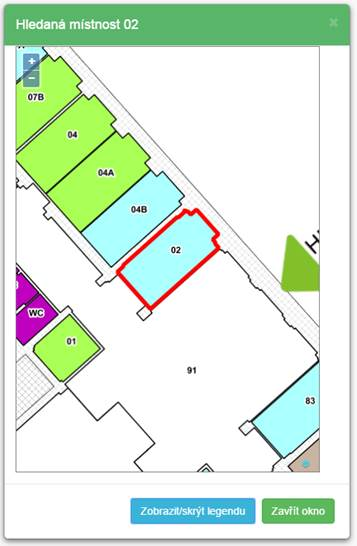 Hledaná místnost 02
×
+
−
07B
04
04A
04B
02
WC
01
91
83
Zobrazit/skrýt legendu
Zavřít okno